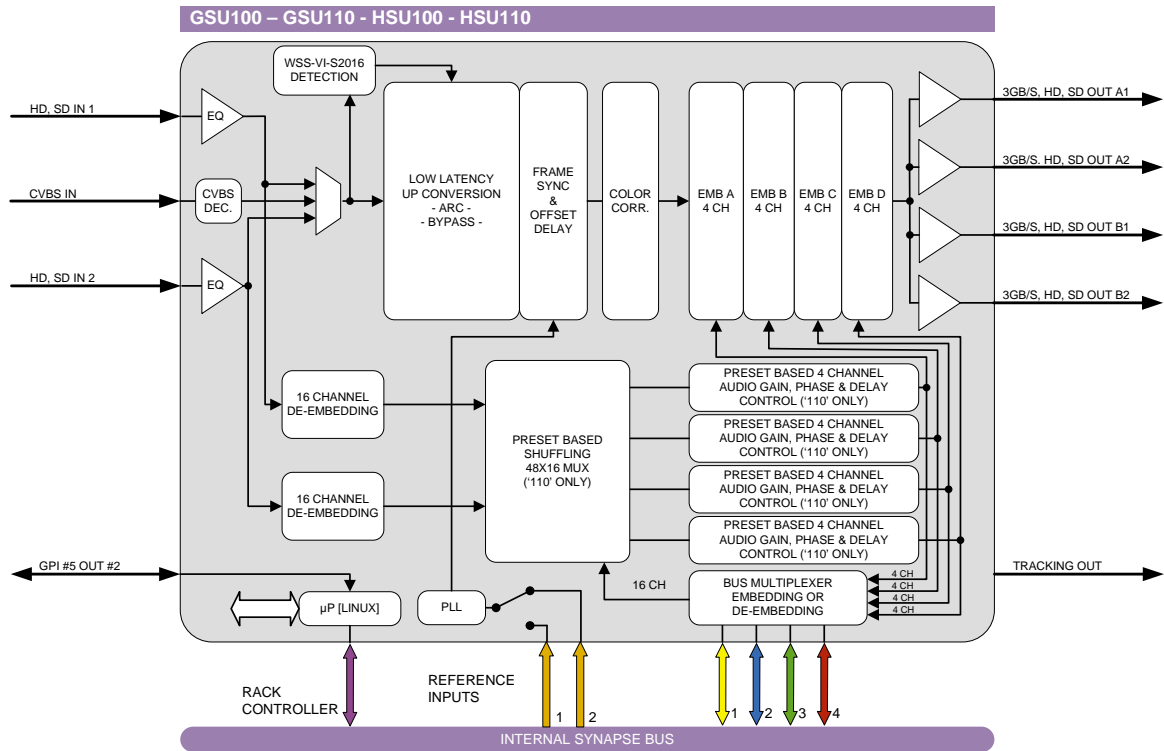 GSU100 – GSU110 - HSU100 - HSU110
WSS-VI-S2016
DETECTION
HD, SD IN 1
EQ
CVBS IN
CVBS
DEC.
HD, SD IN 2
EQ
LOW LATENCY
UP CONVERSION
- ARC -
- BYPASS -
FRAME
SYNC
&
OFFSET
DELAY
COLOR
CORR.
EMB A
4 CH
EMB B
4 CH
EMB C
4 CH
EMB D
4 CH
3GB/S, HD, SD OUT A1
3GB/S. HD, SD OUT A2
3GB/S, HD, SD OUT B1
3GB/S, HD, SD OUT B2
16 CHANNEL
DE-EMBEDDING
16 CHANNEL
DE-EMBEDDING
PRESET BASED
SHUFFLING
48X16 MUX
(‘110’ ONLY)
PRESET BASED 4 CHANNEL
AUDIO GAIN, PHASE & DELAY
CONTROL (‘110’ ONLY)
PRESET BASED 4 CHANNEL
AUDIO GAIN, PHASE & DELAY
CONTROL (‘110’ ONLY)
PRESET BASED 4 CHANNEL
AUDIO GAIN, PHASE & DELAY
CONTROL (‘110’ ONLY)
PRESET BASED 4 CHANNEL
AUDIO GAIN, PHASE & DELAY
CONTROL (‘110’ ONLY)
GPI #5 OUT #2
TRACKING OUT
µP [LINUX]
PLL
16 CH
BUS MULTIPLEXER
EMBEDDING OR
DE-EMBEDDING
4 CH
4 CH
4 CH
4 CH
RACK
CONTROLLER
REFERENCE
INPUTS
1
2
1
2
3
4
INTERNAL SYNAPSE BUS